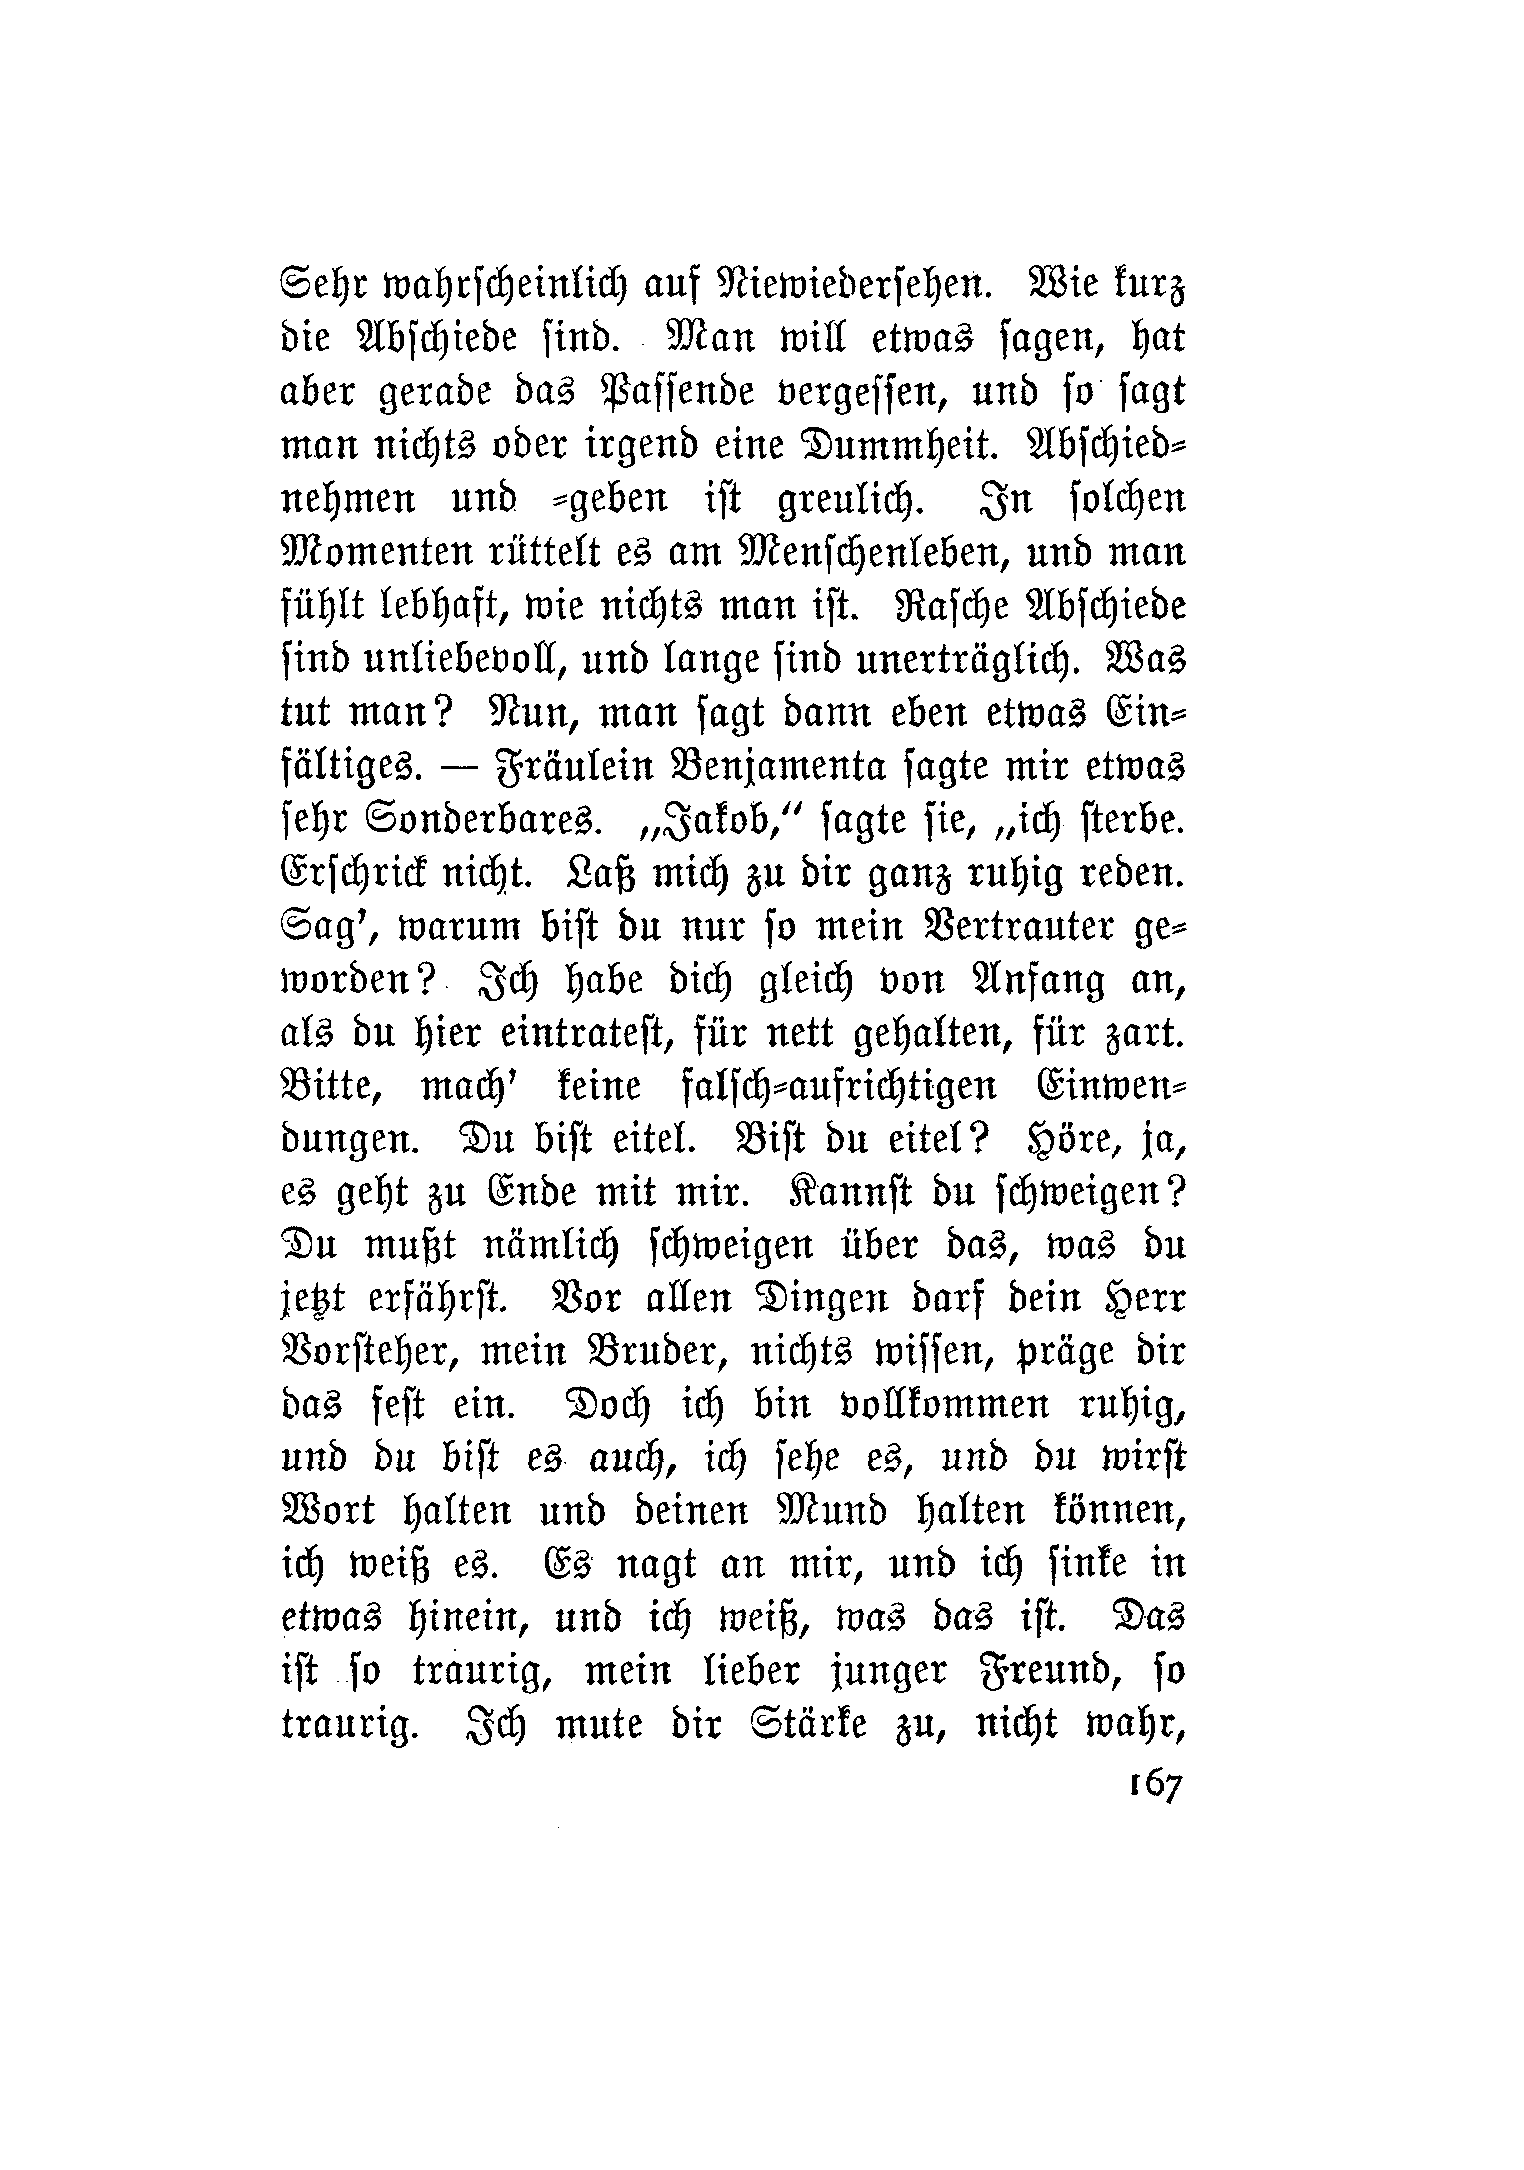 Sehr wahrscheinlich auf Niewiedersehen. Wie kurz
die Abschiede sind. Man will etwas sagen, hat
aber gerade das Passende vergessen, und so sagt
man nichts oder irgend eine Dummheit. Abschied-
nehmen und -geben ist greulich. In solchen
Momenten rüttelt es am Menschenleben, und man
fühlt lebhaft, wie nichts man ist. Rasche Abschiede
sind unliebevoll, und lange sind unerträglich. Was
tut man? Nun, man sagt dann eben etwas Ein-
fältiges. — Fräulein Benjamenta sagte mir etwas
sehr Sonderbares. „Jakob,“ sagte sie, „ich sterbe.
Erschrick nicht. Laß mich zu dir ganz ruhig reden.
Sag’, warum bist du nur so mein Vertrauter ge-
worden? Ich habe dich gleich von Anfang an,
als du hier eintratest, für nett gehalten, für zart.
Bitte, mach’ keine falsch-aufrichtigen Einwen-
dungen. Du bist eitel. Bist du eitel? Höre, ja,
es geht zu Ende mit mir. Kannst du schweigen?
Du mußt nämlich schweigen über das, was du
jetzt erfährst. Vor allen Dingen darf dein Herr
Vorsteher, mein Bruder, nichts wissen, präge dir
das fest ein. Doch ich bin vollkommen ruhig,
und du bist es auch, ich sehe es, und du wirst
Wort halten und deinen Mund halten können,
ich weiß es. Es nagt an mir, und ich sinke in
etwas hinein, und ich weiß, was das ist. Das
ist so traurig, mein lieber junger Freund, so
traurig. Ich mute dir Stärke zu, nicht wahr,
167